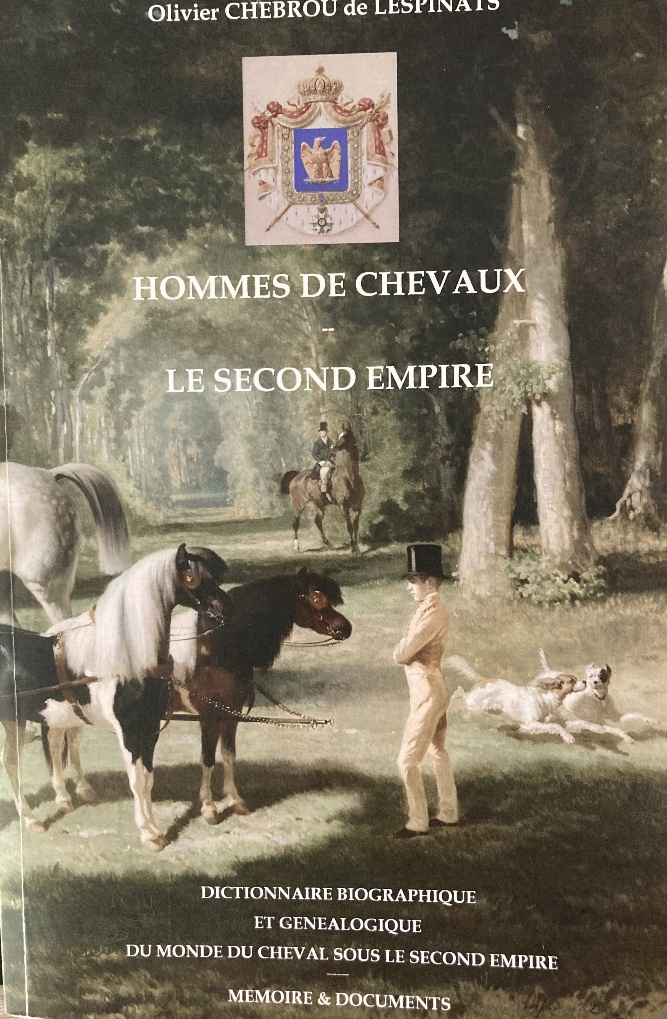 Olivier CHEBROU de LESPINATS
HOMMES DE CHEVAUX
--
LE SECOND EMPIRE
DICTIONNAIRE BIOGRAPHIQUE
ET GENEALOGIQUE
DU MONDE DU CHEVAL SOUS LE SECOND EMPIRE
MEMOIRE & DOCUMENTS